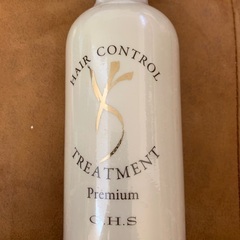 HAIR CONTROL
TREATMENT
Premium
C.H.S